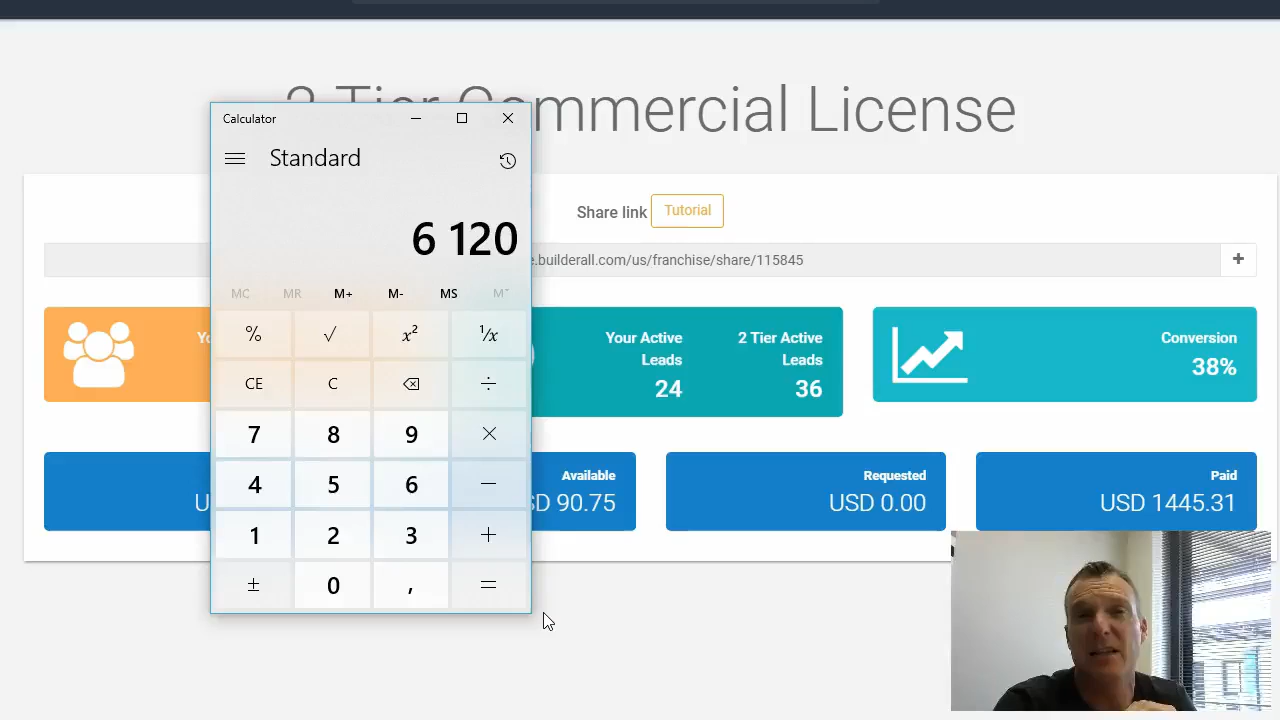 2 Tier Commercial License
Calculator
Standard
6 120
MC MR M+ M- MS M˅
% √ x² ¹/x
CE C ⌫ ÷
7 8 9 ×
4 5 6 −
1 2 3 +
± 0 , =
Share link Tutorial
.builderall.com/us/franchise/share/115845 +
Your Active
Leads
24
2 Tier Active
Leads
36
Conversion
38%
Available
90.75
Requested
USD 0.00
Paid
USD 1445.31